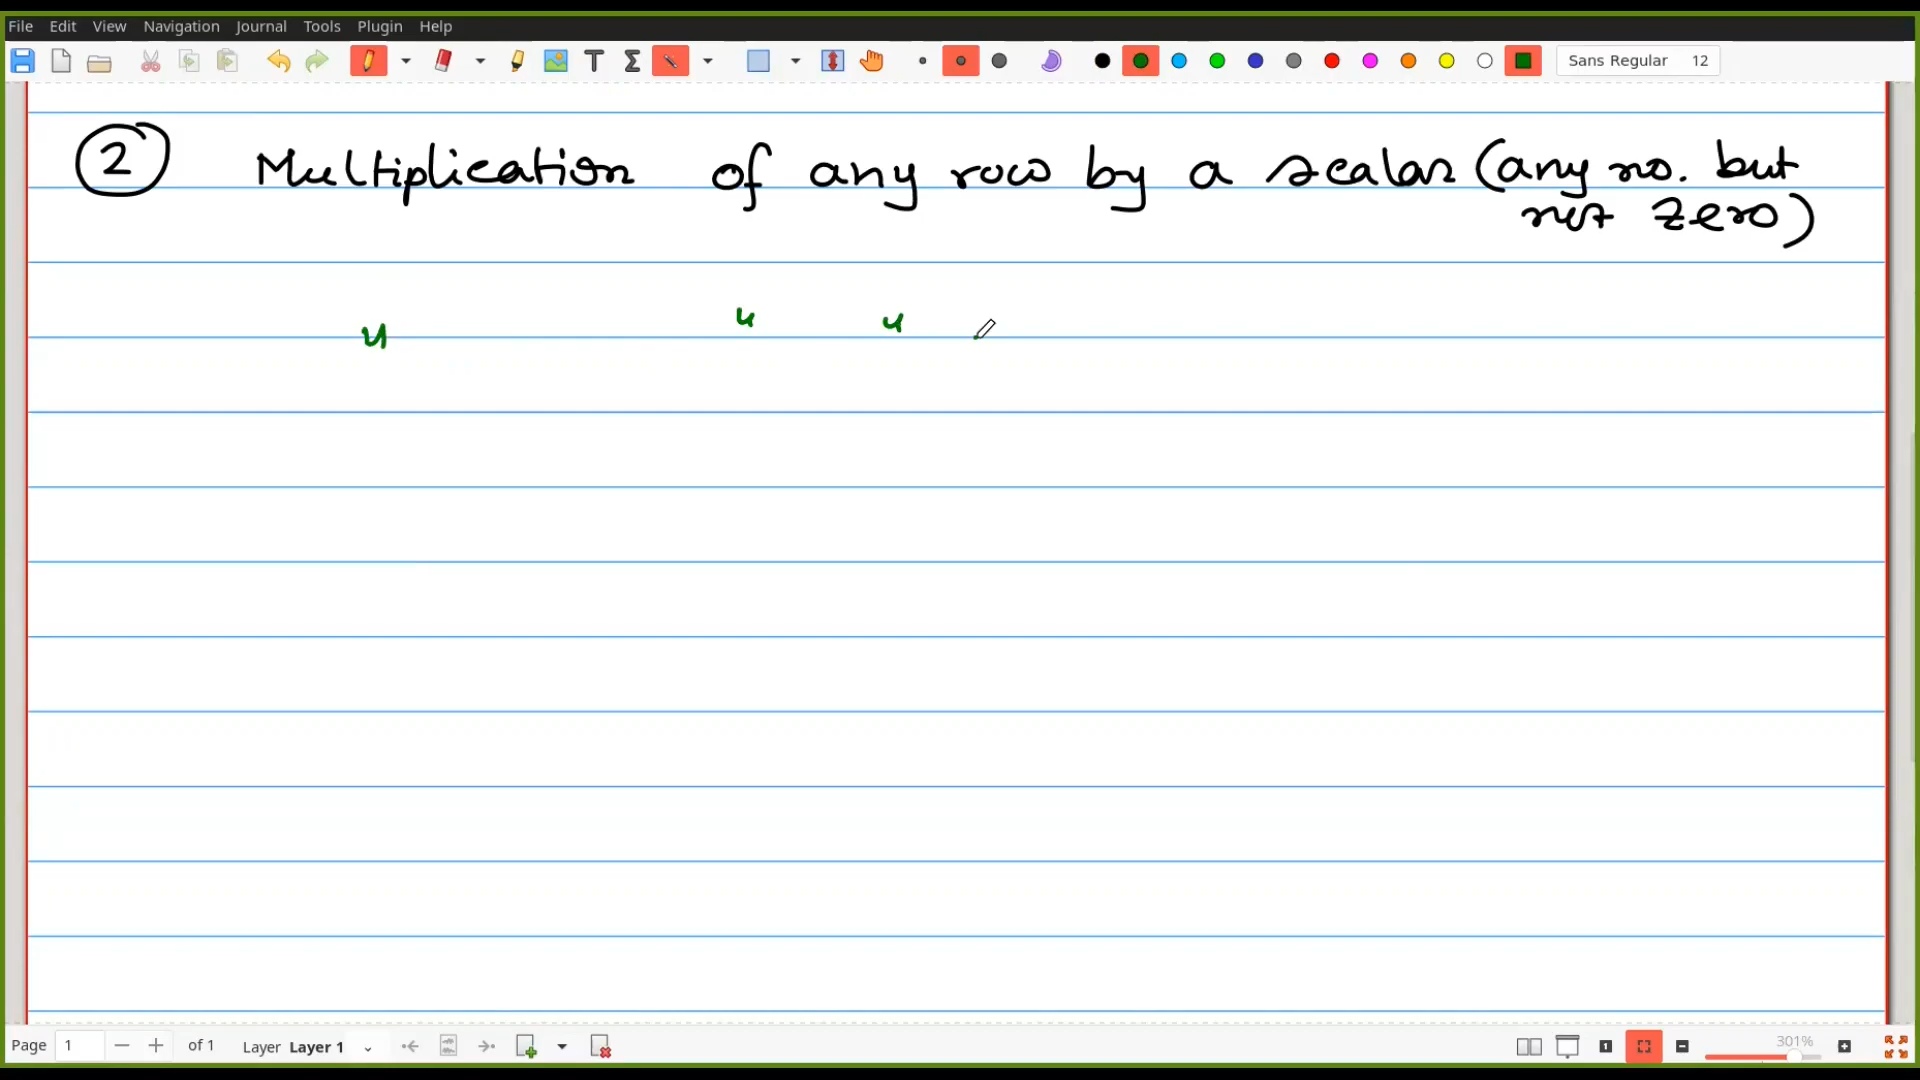 File Edit View Navigation Journal Tools Plugin Help
Sans Regular 12
2 Multiplication of any row by a scalar (any no. but
not zero)
" " "
Page 1 of 1 Layer Layer 1 301%